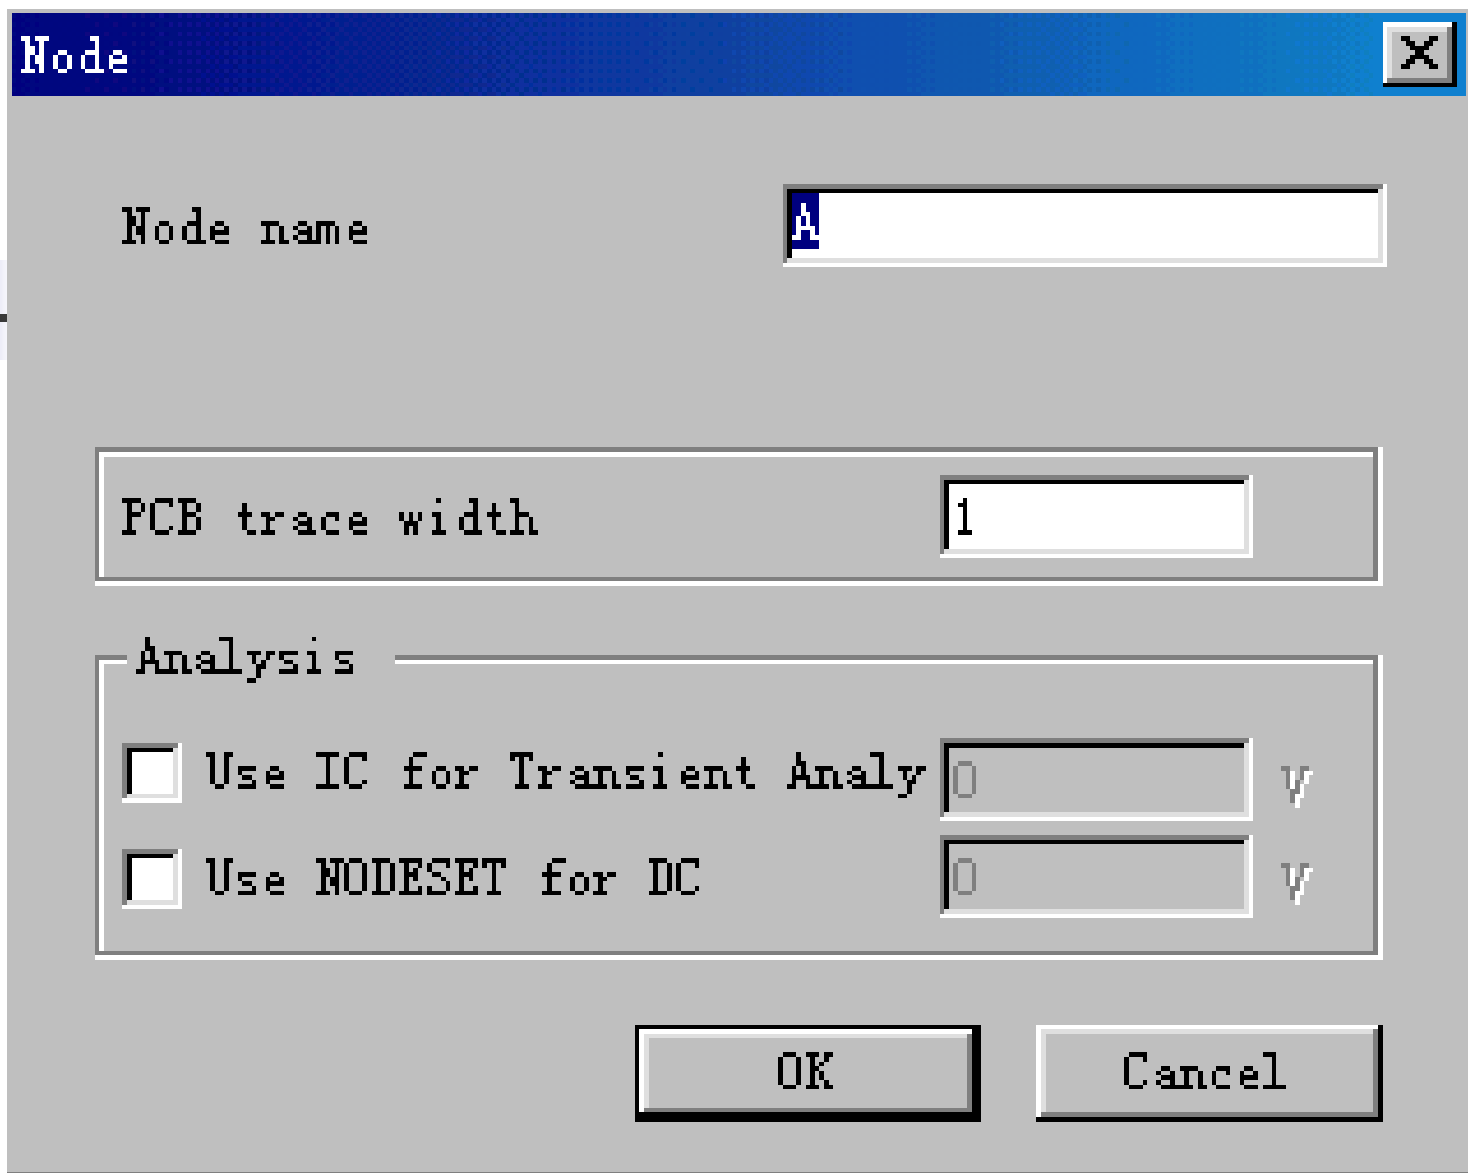 Node
Node name A
PCB trace width 1
Analysis
Use IC for Transient Analy 0 V
Use NODESET for DC 0 V
OK Cancel